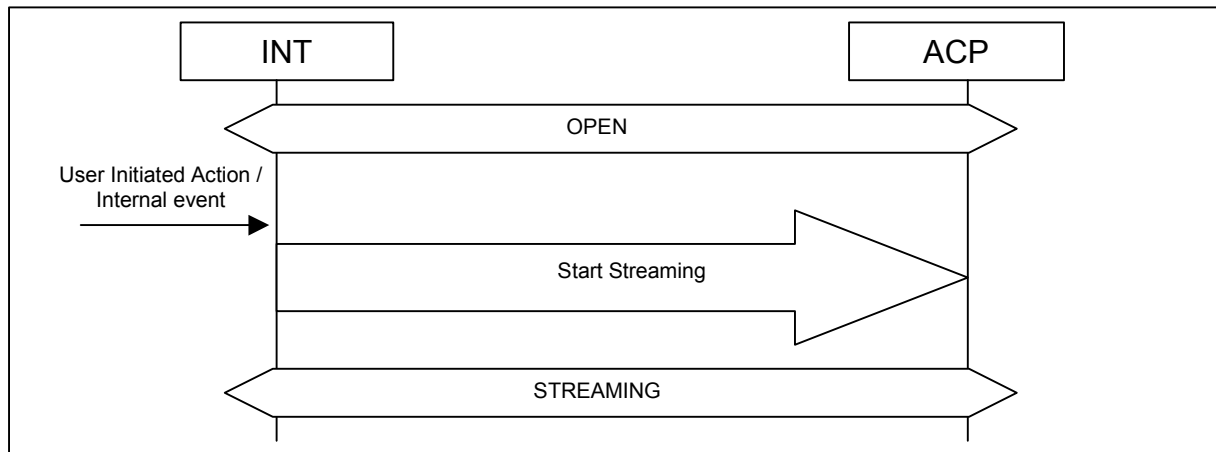 INT
ACP
OPEN
User Initiated Action /
Internal event
Start Streaming
STREAMING